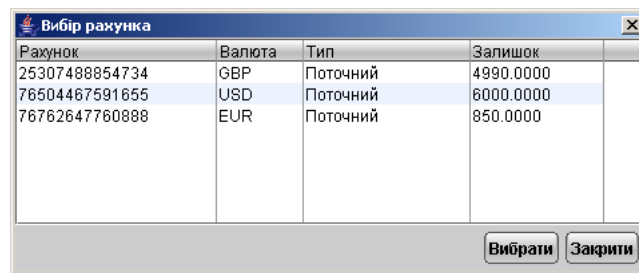 Вибір рахунка
Рахунок Валюта Тип Залишок
25307488854734 GBP Поточний 4990.0000
76504467591655 USD Поточний 6000.0000
76762647760888 EUR Поточний 850.0000
Вибрати Закрити